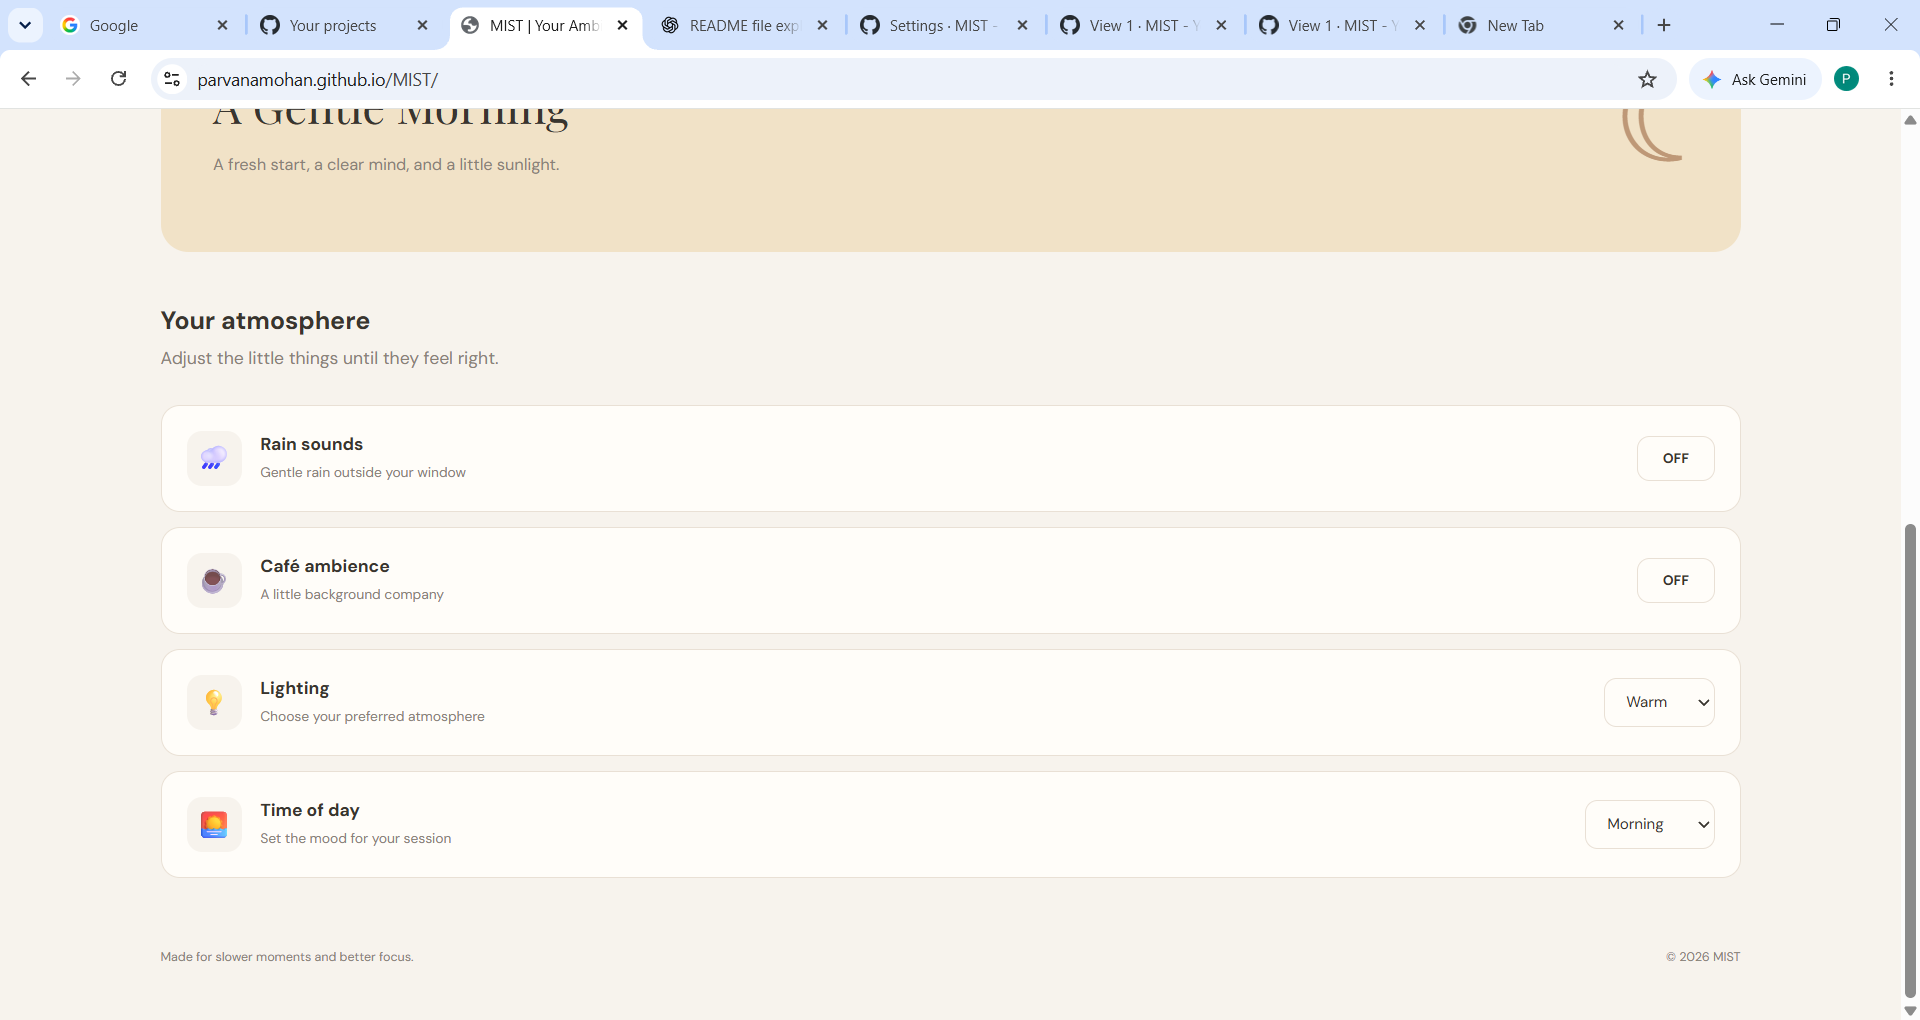 Google
Your projects
MIST | Your Amb
README file exp
Settings · MIST -
View 1 · MIST - Y
View 1 · MIST - Y
New Tab
parvanamohan.github.io/MIST/
Ask Gemini
P
A Gentle Morning
A fresh start, a clear mind, and a little sunlight.
Your atmosphere
Adjust the little things until they feel right.
Rain sounds
Gentle rain outside your window
OFF
Café ambience
A little background company
OFF
Lighting
Choose your preferred atmosphere
Warm
Time of day
Set the mood for your session
Morning
Made for slower moments and better focus.
© 2026 MIST